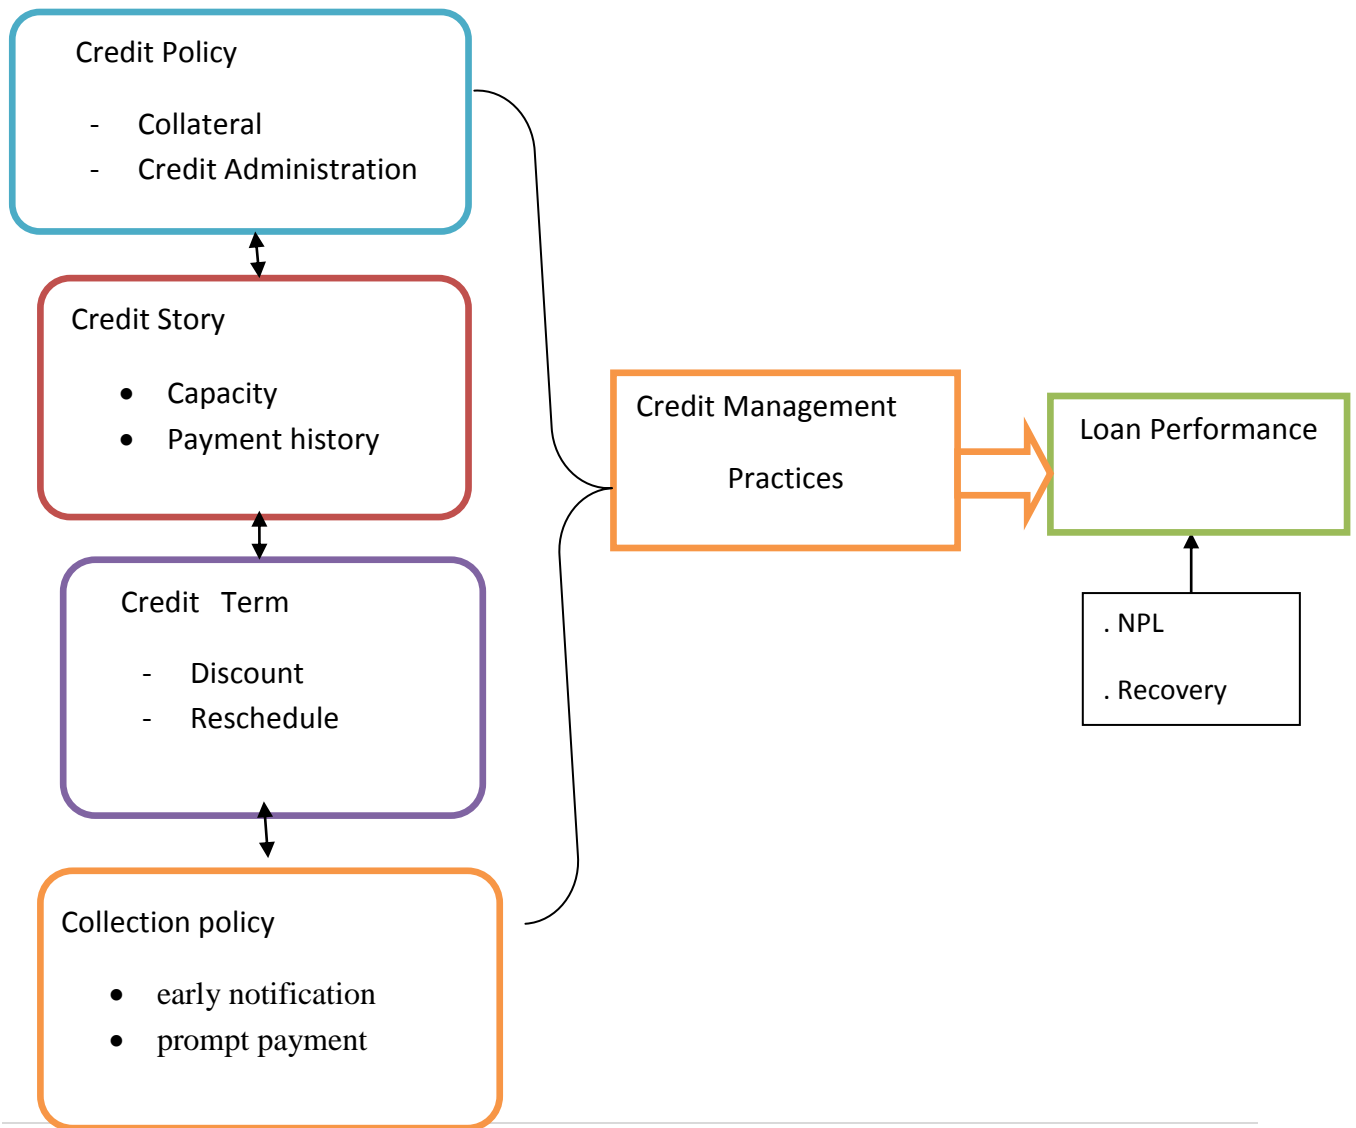 Credit Policy
- Collateral
- Credit Administration
Credit Story
• Capacity
• Payment history
Credit Term
- Discount
- Reschedule
Collection policy
• early notification
• prompt payment
Credit Management
Practices
Loan Performance
. NPL
. Recovery